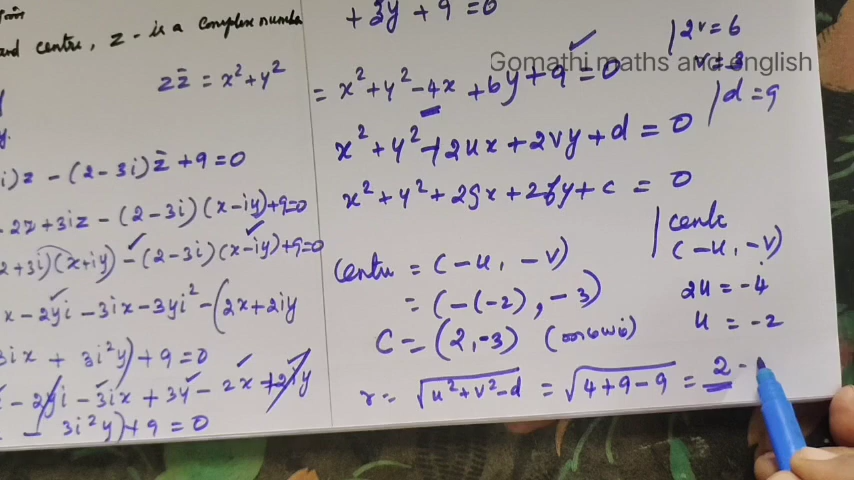 and centre, z - is a complex number
z z̄ = x² + y²
i) z - (2 - 3i) z̄ + 9 = 0
- 2z + 3iz - (2 - 3i) (x - iy) + 9 = 0
2 + 3i) (x + iy) - (2 - 3i) (x - iy) + 9 = 0
x - 2yi - 3ix - 3yi² - (2x + 2iy
3ix + 3i²y) + 9 = 0
- 2yi - 3ix + 3y - 2x + 2iy
- 3i²y) + 9 = 0
+ 3y + 9 = 0
= x² + y² - 4x + 6y + 9 = 0
x² + y² + 2ux + 2vy + d = 0
x² + y² + 2gx + 2fy + c = 0
centre = (-u, -v)
= (-(-2), -3)
C = (2, -3)
r = √u² + v² - d = √4 + 9 - 9 = 2
2v = 6
v = 3
d = 9
centre
(-u, -v)
2u = -4
u = -2
Gomathi maths and english